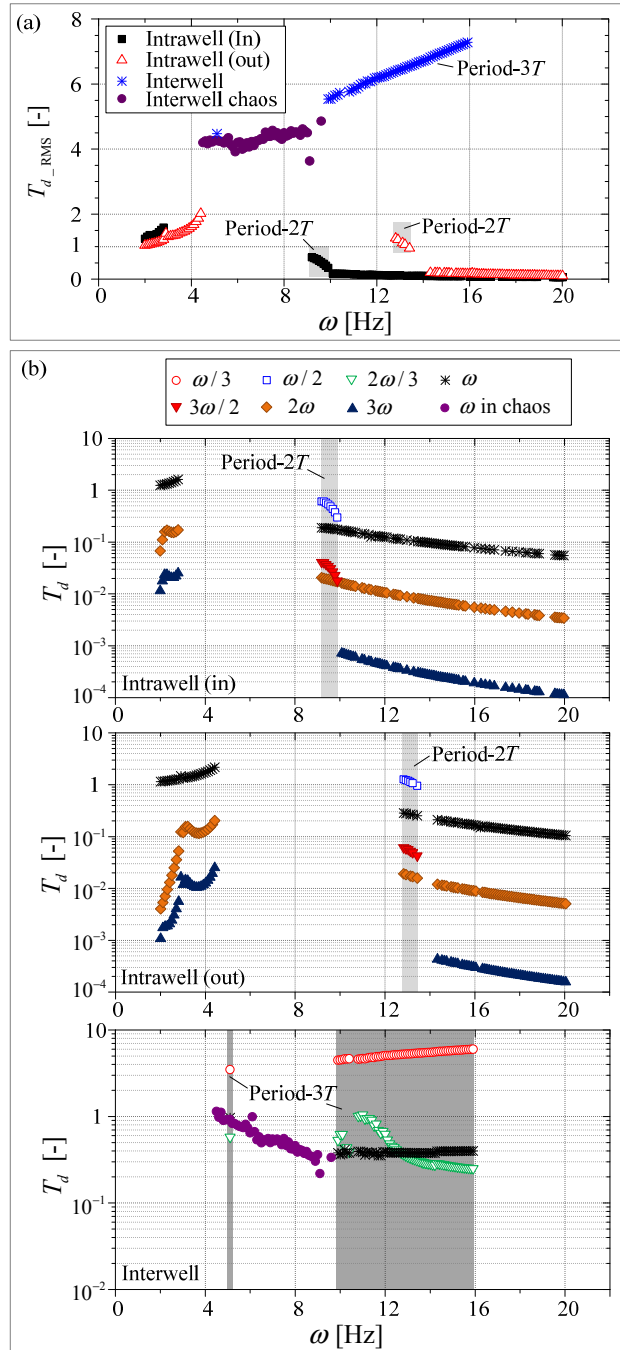 (a)
Intrawell (In)
Intrawell (out)
Interwell
Interwell chaos
Period-3T
Period-2T
Period-2T
T_{d_RMS} [-]
8
6
4
2
1
0
0 4 8 12 16 20
ω [Hz]
(b)
ω/3 ω/2 2ω/3 ω
3ω/2 2ω 3ω ω in chaos
Period-2T
T_d [-]
10
1
10^{-1}
10^{-2}
10^{-3}
10^{-4}
Intrawell (in)
0 4 8 12 16 20
Period-2T
T_d [-]
10
1
10^{-1}
10^{-2}
10^{-3}
10^{-4}
Intrawell (out)
0 4 8 12 16 20
Period-3T
T_d [-]
10
1
10^{-1}
10^{-2}
Interwell
0 4 8 12 16 20
ω [Hz]